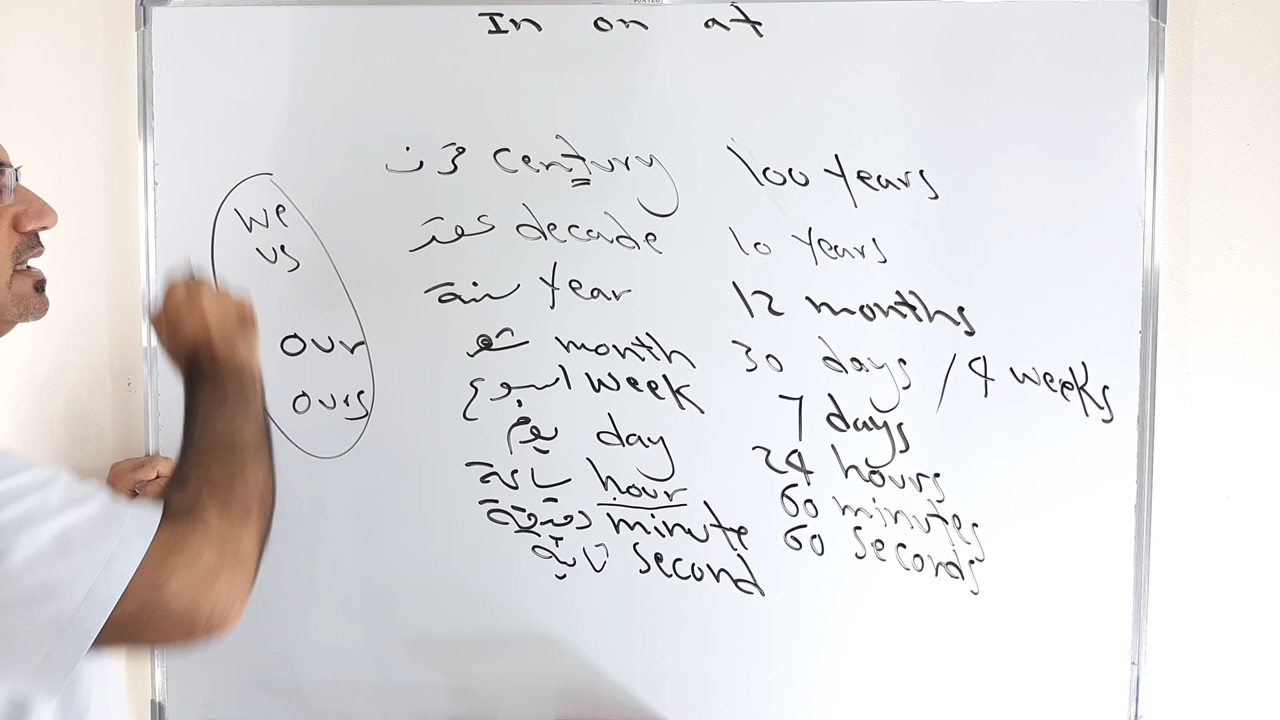 In on at
قرن century 100 years
عقد decade 10 years
سنة year 12 months
شهر month 30 days / 4 weeks
اسبوع week 7 days
يوم day 24 hours
ساعة hour 60 minutes
دقيقة minute 60 seconds
ثانية second
we
us
our
ours